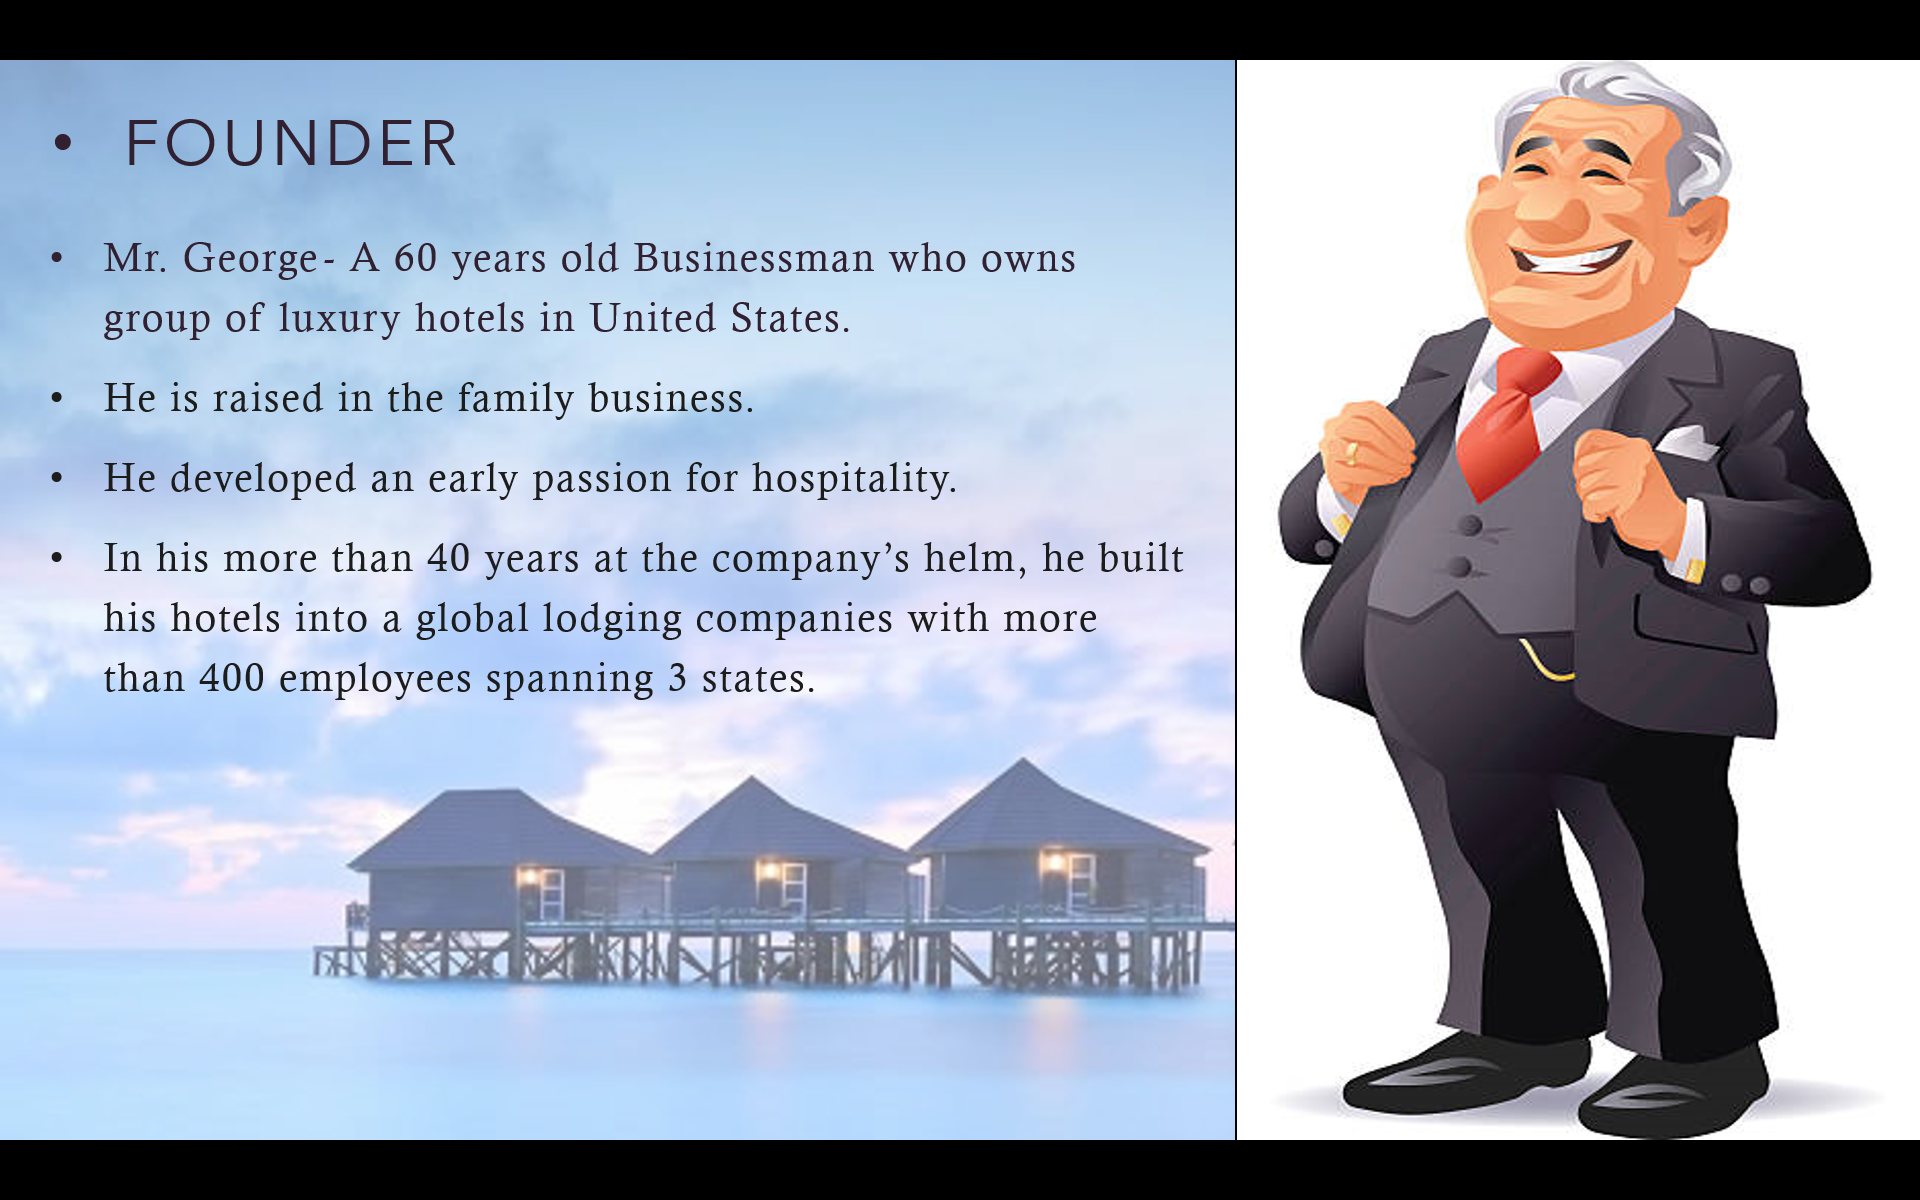 • FOUNDER
• Mr. George- A 60 years old Businessman who owns
group of luxury hotels in United States.
• He is raised in the family business.
• He developed an early passion for hospitality.
• In his more than 40 years at the company’s helm, he built
his hotels into a global lodging companies with more
than 400 employees spanning 3 states.